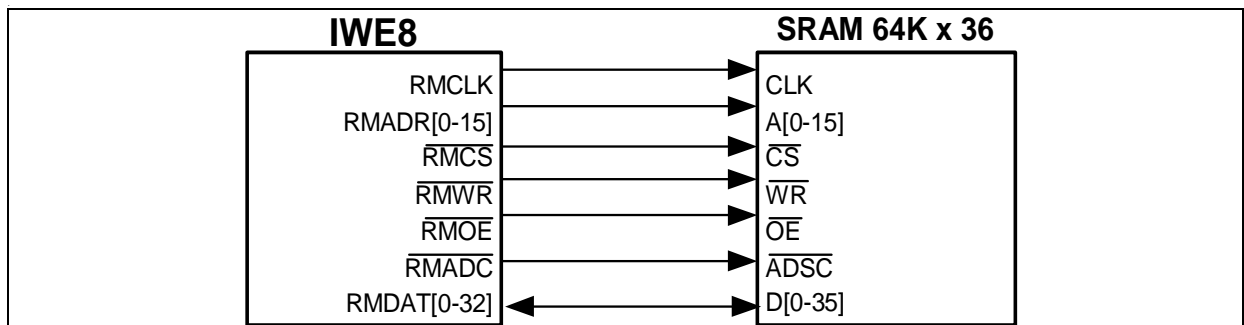 IWE8 SRAM 64K x 36
RMCLK CLK
RMADR[0-15] A[0-15]
RMCS CS
RMWR WR
RMOE OE
RMADC ADSC
RMDAT[0-32] D[0-35]